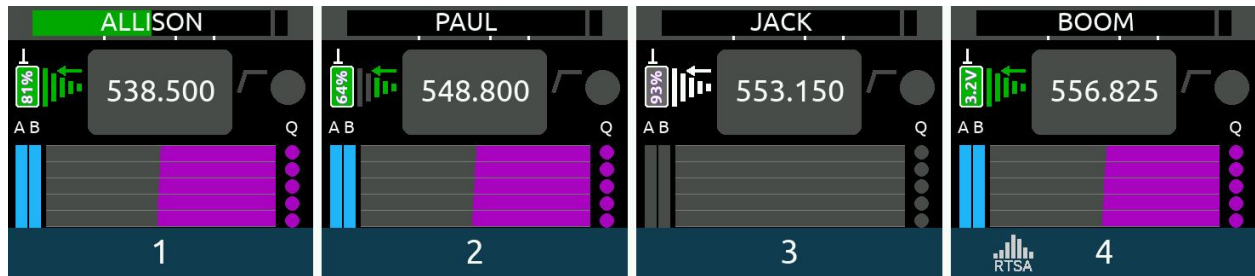 ALLISON
81%
538.500
A B
Q
1
PAUL
64%
548.800
A B
Q
2
JACK
93%
553.150
A B
Q
3
BOOM
3.2V
556.825
A B
Q
RTSA
4